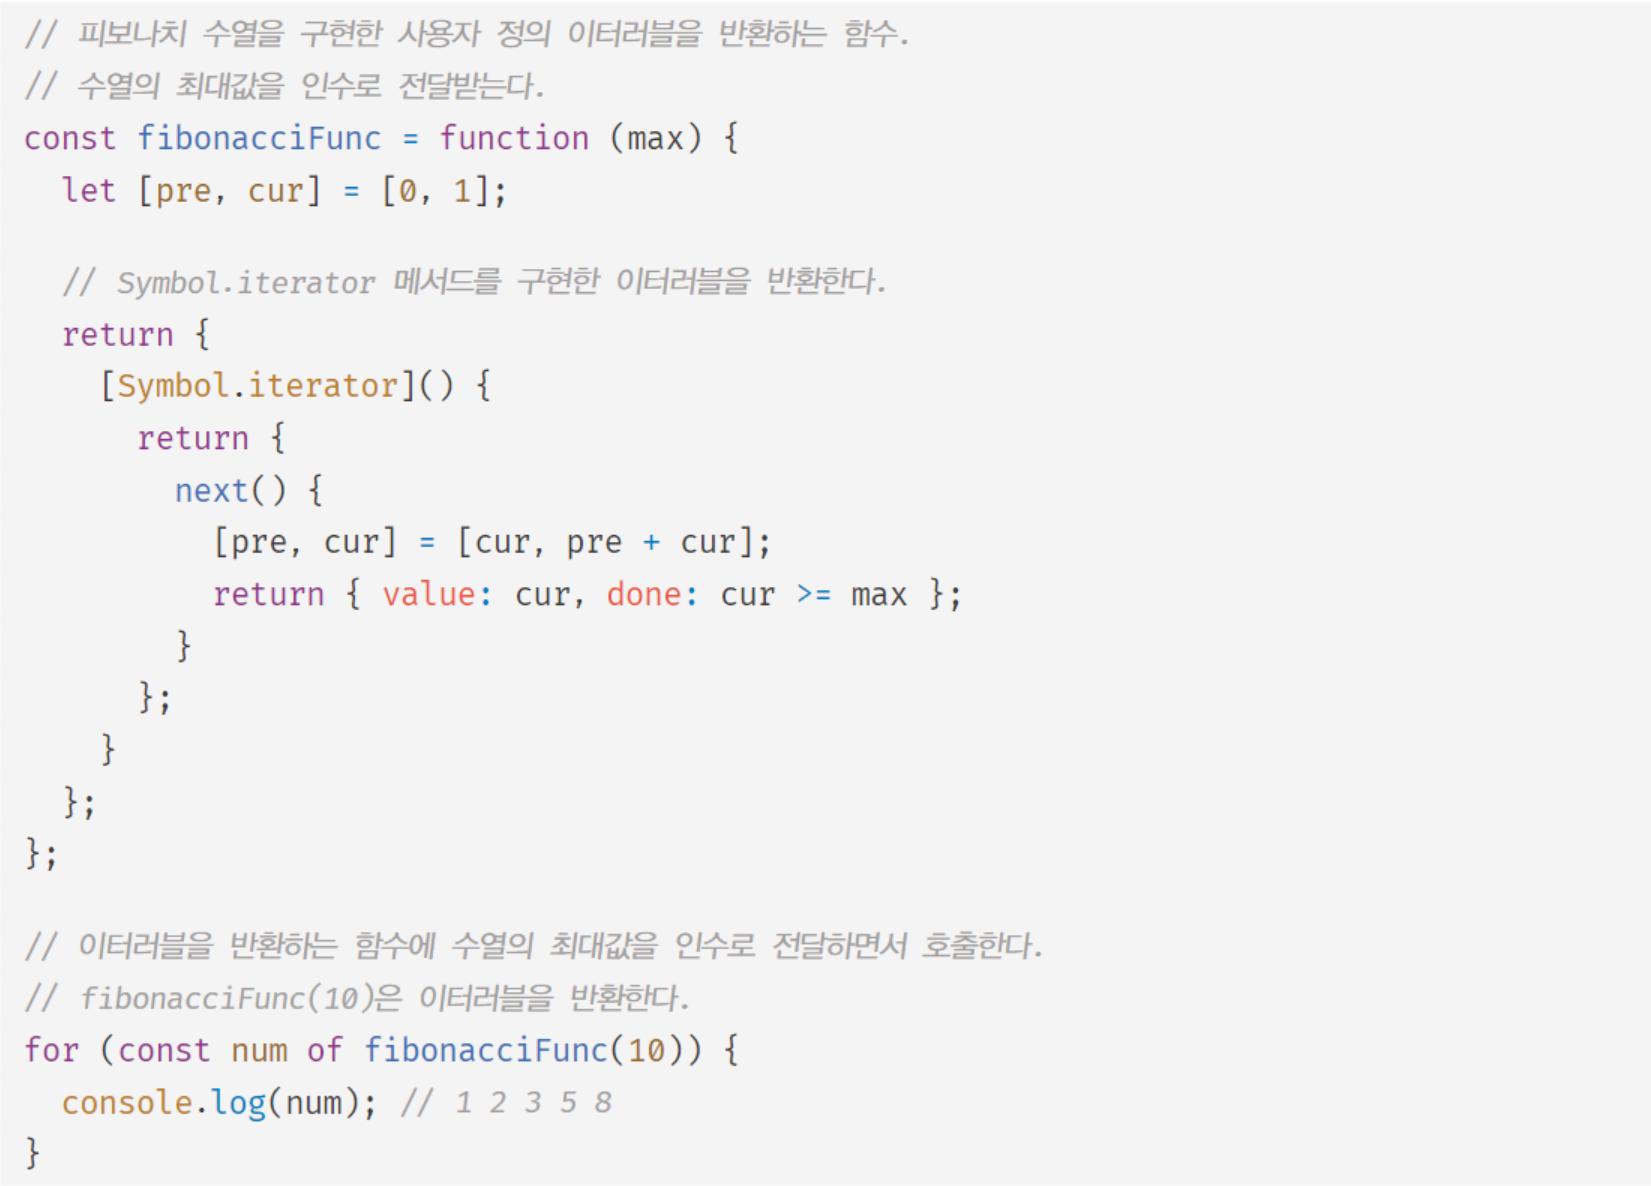 // 피보나치 수열을 구현한 사용자 정의 이터러블을 반환하는 함수.
// 수열의 최대값을 인수로 전달받는다.
const fibonacciFunc = function (max) {
  let [pre, cur] = [0, 1];

  // Symbol.iterator 메서드를 구현한 이터러블을 반환한다.
  return {
    [Symbol.iterator]() {
      return {
        next() {
          [pre, cur] = [cur, pre + cur];
          return { value: cur, done: cur >= max };
        }
      };
    }
  };
};

// 이터러블을 반환하는 함수에 수열의 최대값을 인수로 전달하면서 호출한다.
// fibonacciFunc(10)은 이터러블을 반환한다.
for (const num of fibonacciFunc(10)) {
  console.log(num); // 1 2 3 5 8
}